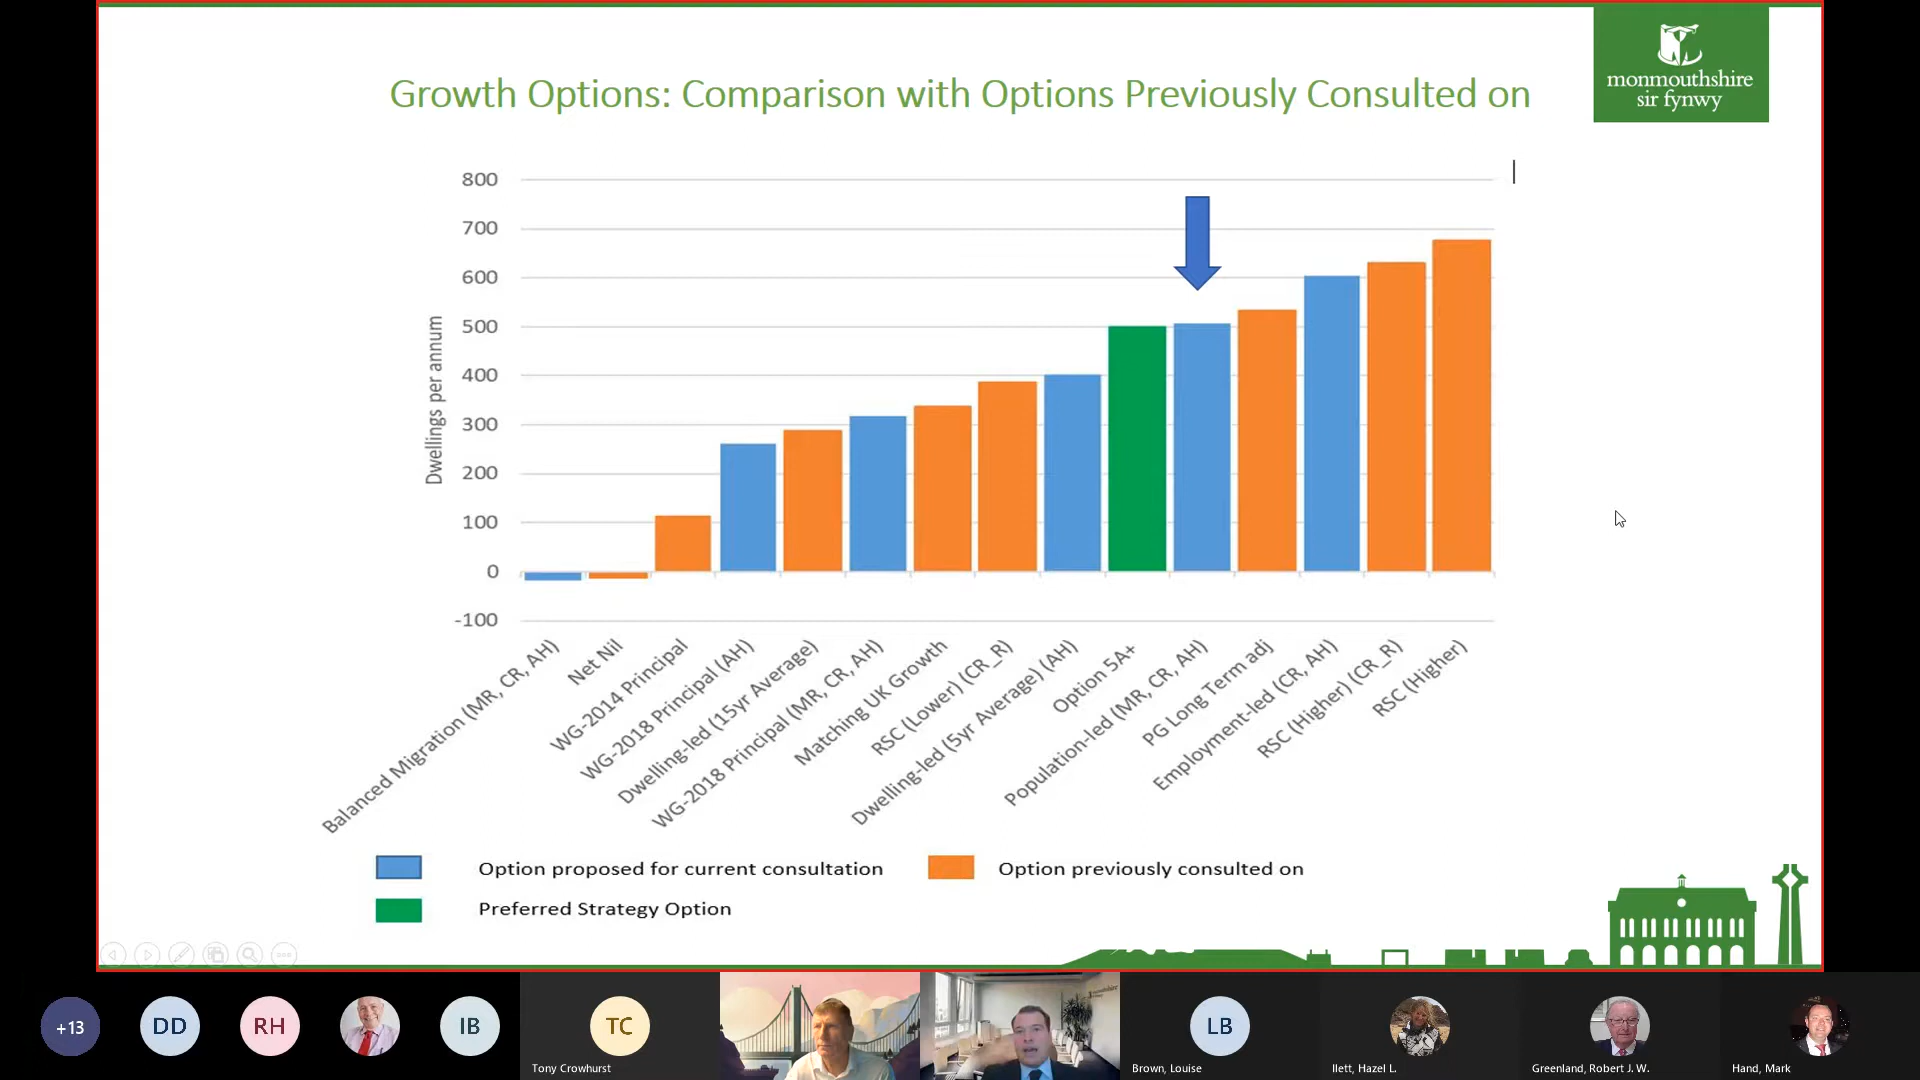 monmouthshire
sir fynwy
Growth Options: Comparison with Options Previously Consulted on
800
700
600
500
400
300
200
100
0
-100
Dwellings per annum
Balanced Migration (MR, CR, AH)
Net Nil
WG-2014 Principal
WG-2018 Principal (AH)
Dwelling-led (15yr Average)
WG-2018 Principal (MR, CR, AH)
Matching UK Growth
RSC (Lower) (CR_R)
Dwelling-led (5yr Average) (AH)
Option 5A+
Population-led (MR, CR, AH)
PG Long Term adj
Employment-led (CR, AH)
RSC (Higher) (CR_R)
RSC (Higher)
Option proposed for current consultation
Option previously consulted on
Preferred Strategy Option
+13
DD
RH
IB
TC
Tony Crowhurst
monmouthshire
LB
Brown, Louise
Ilett, Hazel L.
Greenland, Robert J. W.
Hand, Mark